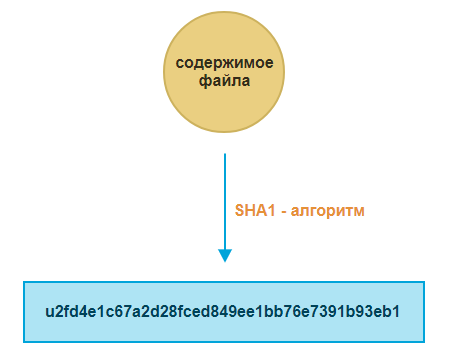 содержимое
файла
SHA1 - алгоритм
u2fd4e1c67a2d28fced849ee1bb76e7391b93eb1